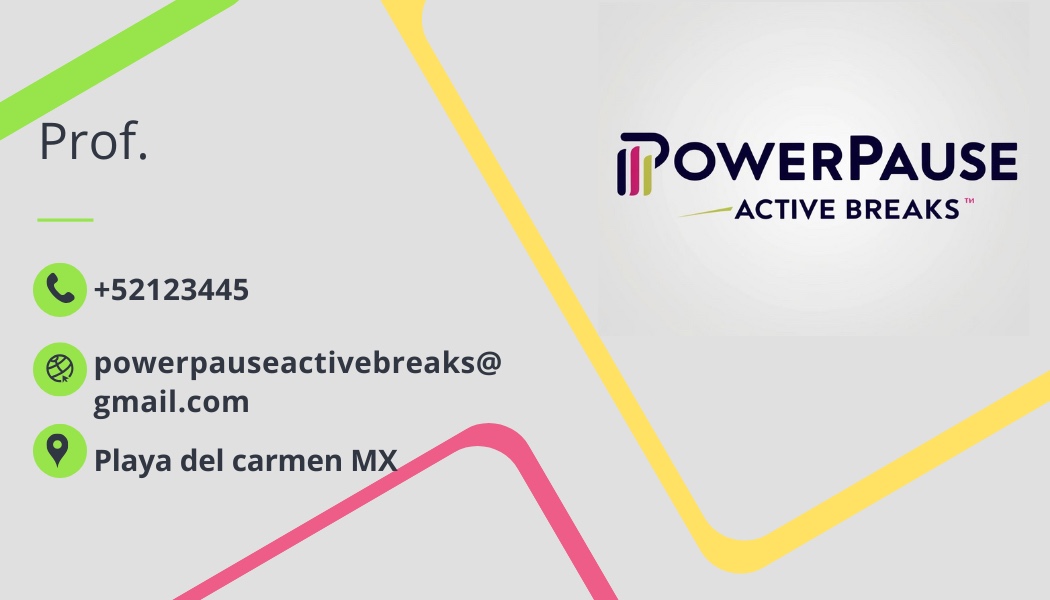 Prof.
+52123445
powerpauseactivebreaks@
gmail.com
Playa del carmen MX
POWERPAUSE
ACTIVE BREAKS™